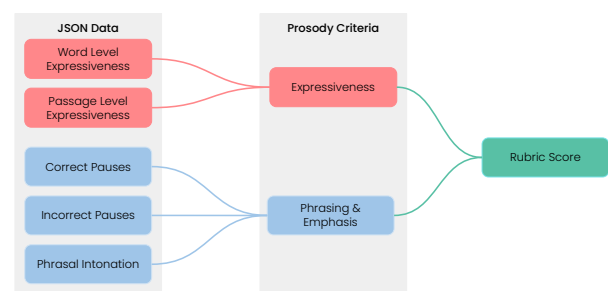 JSON Data
Word Level
Expressiveness
Passage Level
Expressiveness
Correct Pauses
Incorrect Pauses
Phrasal Intonation
Prosody Criteria
Expressiveness
Phrasing &
Emphasis
Rubric Score